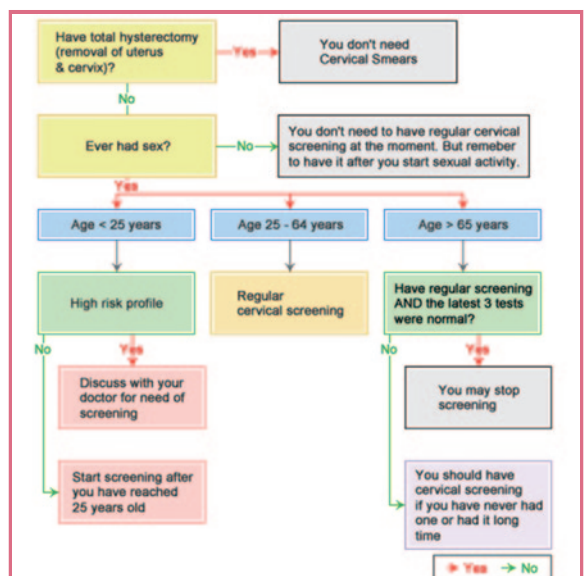 Have total hysterectomy
(removal of uterus
& cervix)?
Yes
You don't need
Cervical Smears
No
Ever had sex?
No
You don't need to have regular cervical
screening at the moment. But remeber
to have it after you start sexual activity.
Yes
Age < 25 years
Age 25 - 64 years
Age > 65 years
High risk profile
Regular
cervical screening
Have regular screening
AND the latest 3 tests
were normal?
No
Yes
No
Yes
Discuss with your
doctor for need of
screening
You may stop
screening
Start screening after
you have reached
25 years old
You should have
cervical screening
if you have never had
one or had it long
time
Yes
No